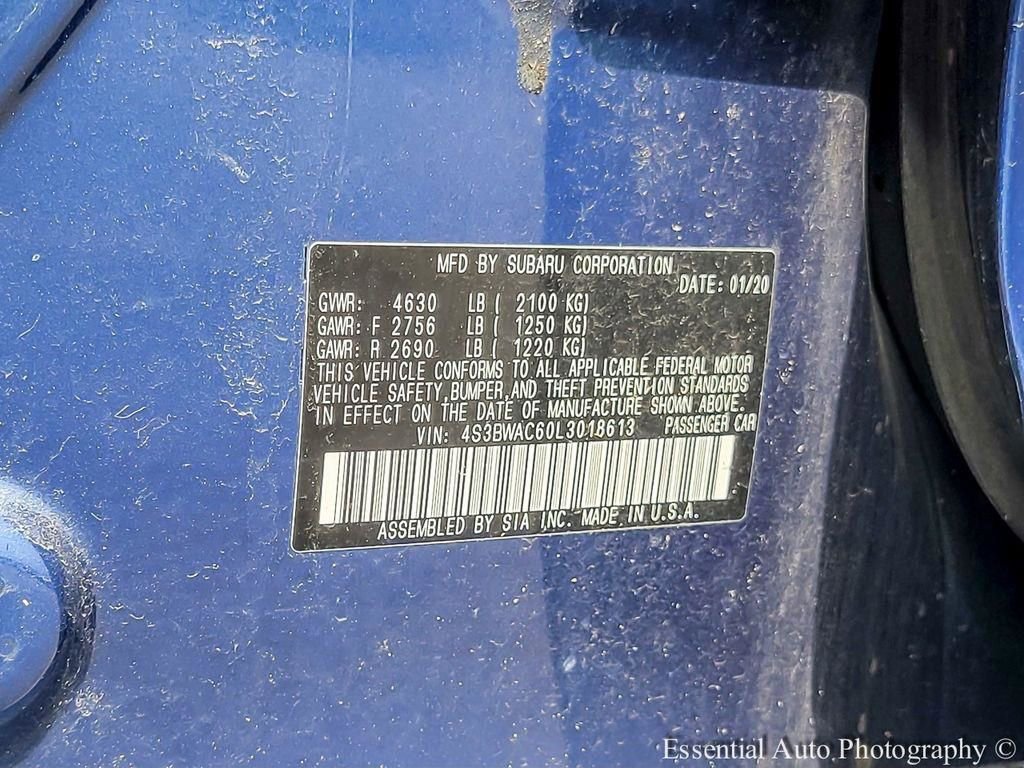 MFD BY SUBARU CORPORATION
DATE: 01/20
GVWR: 4630 LB ( 2100 KG)
GAWR: F 2756 LB ( 1250 KG)
GAWR: R 2690 LB ( 1220 KG)
THIS VEHICLE CONFORMS TO ALL APPLICABLE FEDERAL MOTOR
VEHICLE SAFETY, BUMPER, AND THEFT PREVENTION STANDARDS
IN EFFECT ON THE DATE OF MANUFACTURE SHOWN ABOVE.
VIN: 4S3BWAC60L3018613 PASSENGER CAR
ASSEMBLED BY SIA INC. MADE IN U.S.A.
Essential Auto Photography ©